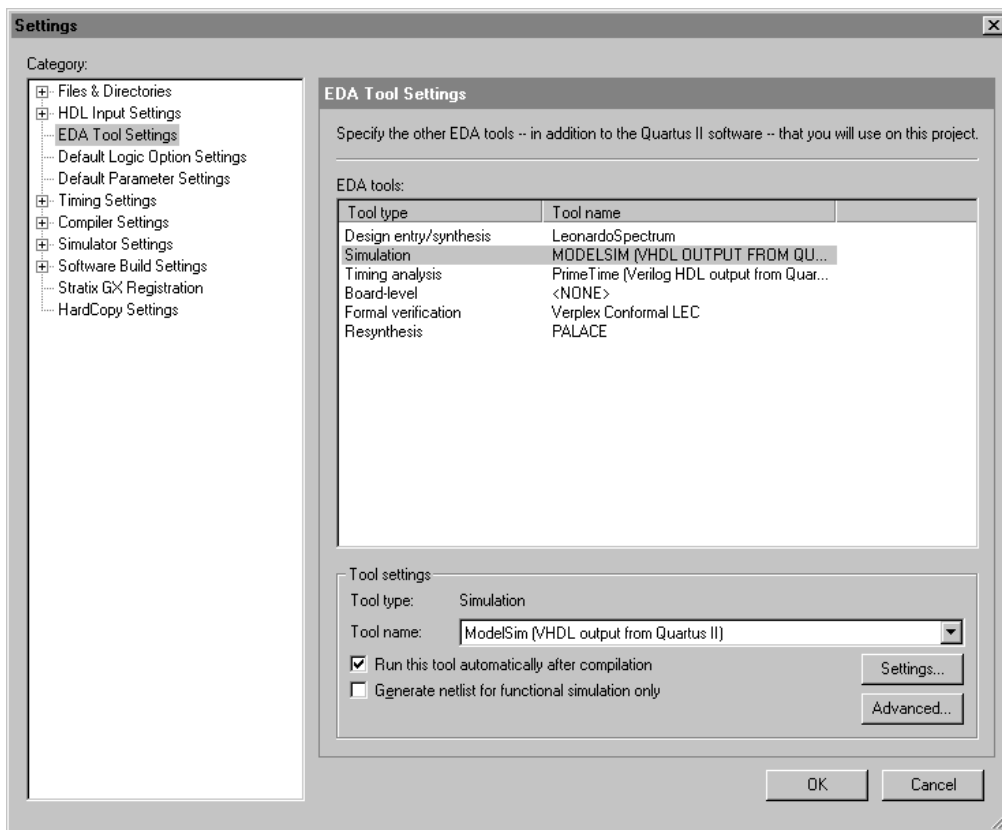 Settings
Category:
Files & Directories
HDL Input Settings
EDA Tool Settings
Default Logic Option Settings
Default Parameter Settings
Timing Settings
Compiler Settings
Simulator Settings
Software Build Settings
Stratix GX Registration
HardCopy Settings
EDA Tool Settings
Specify the other EDA tools -- in addition to the Quartus II software -- that you will use on this project.
EDA tools:
Tool type Tool name
Design entry/synthesis LeonardoSpectrum
Simulation MODELSIM (VHDL OUTPUT FROM QU...
Timing analysis PrimeTime (Verilog HDL output from Quar...
Board-level <NONE>
Formal verification Verplex Conformal LEC
Resynthesis PALACE
Tool settings
Tool type: Simulation
Tool name: ModelSim (VHDL output from Quartus II)
Run this tool automatically after compilation
Settings...
Generate netlist for functional simulation only
Advanced...
OK Cancel